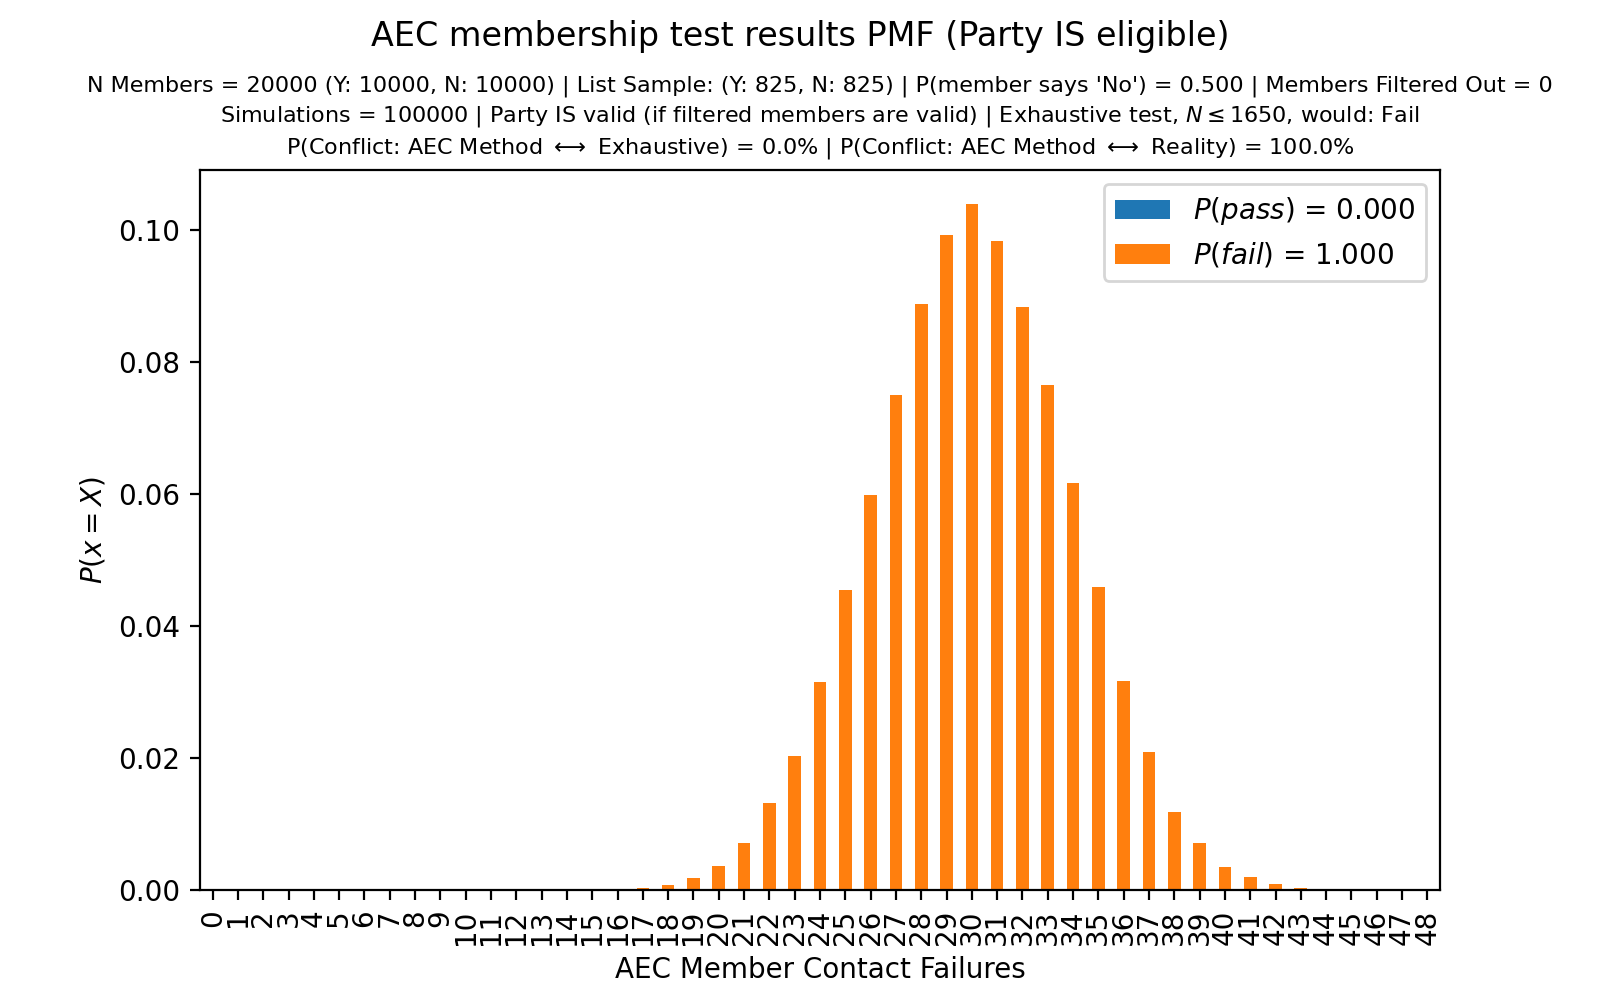 AEC membership test results PMF (Party IS eligible)
N Members = 20000 (Y: 10000, N: 10000) | List Sample: (Y: 825, N: 825) | P(member says 'No') = 0.500 | Members Filtered Out = 0
Simulations = 100000 | Party IS valid (if filtered members are valid) | Exhaustive test, N ≤ 1650, would: Fail
P(Conflict: AEC Method ⟷ Exhaustive) = 0.0% | P(Conflict: AEC Method ⟷ Reality) = 100.0%
P(pass) = 0.000
P(fail) = 1.000
P(x = X)
0.10
0.08
0.06
0.04
0.02
0.00
0 1 2 3 4 5 6 7 8 9 10 11 12 13 14 15 16 17 18 19 20 21 22 23 24 25 26 27 28 29 30 31 32 33 34 35 36 37 38 39 40 41 42 43 44 45 46 47 48
AEC Member Contact Failures